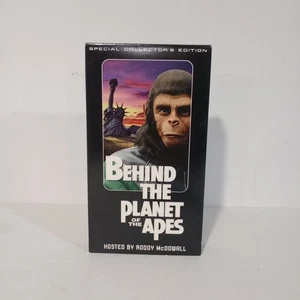 SPECIAL COLLECTOR'S EDITION
BEHIND
THE
PLANET
OF THE APES
HOSTED BY RODDY McDOWALL